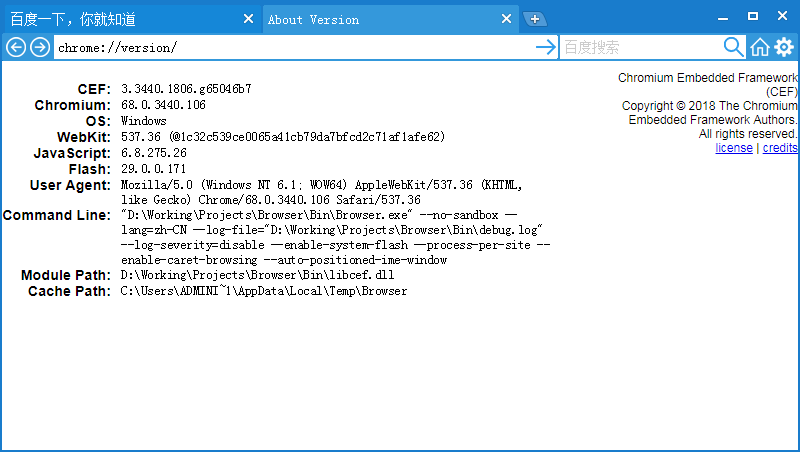 百度一下，你就知道
About Version
chrome://version/
百度搜索
CEF: 3.3440.1806.g65046b7
Chromium: 68.0.3440.106
OS: Windows
WebKit: 537.36 (@1c32c539ce0065a41cb79da7bfcd2c71af1afe62)
JavaScript: 6.8.275.26
Flash: 29.0.0.171
User Agent: Mozilla/5.0 (Windows NT 6.1; WOW64) AppleWebKit/537.36 (KHTML,
like Gecko) Chrome/68.0.3440.106 Safari/537.36
Command Line: "D:\Working\Projects\Browser\Bin\Browser.exe" --no-sandbox --
lang=zh-CN --log-file="D:\Working\Projects\Browser\Bin\debug.log"
--log-severity=disable --enable-system-flash --process-per-site --
enable-caret-browsing --auto-positioned-ime-window
Module Path: D:\Working\Projects\Browser\Bin\libcef.dll
Cache Path: C:\Users\ADMINI~1\AppData\Local\Temp\Browser
Chromium Embedded Framework
(CEF)
Copyright © 2018 The Chromium
Embedded Framework Authors.
All rights reserved.
license | credits